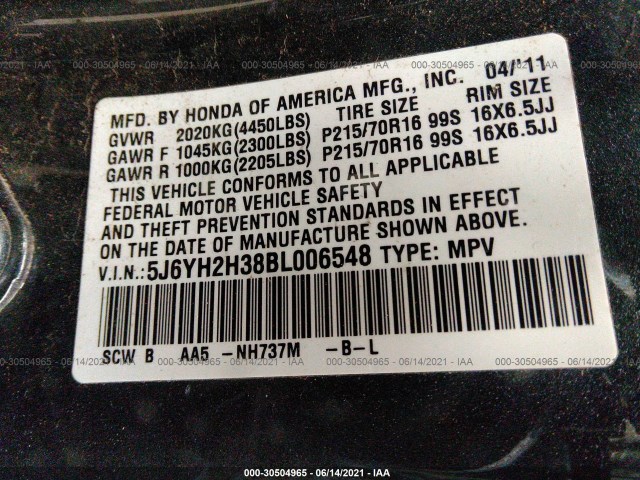 MFD. BY HONDA OF AMERICA MFG., INC. 04/'11
GVWR 2020KG(4450LBS) TIRE SIZE RIM SIZE
GAWR F 1045KG(2300LBS) P215/70R16 99S 16X6.5JJ
GAWR R 1000KG(2205LBS) P215/70R16 99S 16X6.5JJ
THIS VEHICLE CONFORMS TO ALL APPLICABLE
FEDERAL MOTOR VEHICLE SAFETY
AND THEFT PREVENTION STANDARDS IN EFFECT
ON THE DATE OF MANUFACTURE SHOWN ABOVE.
V.I.N.: 5J6YH2H38BL006548 TYPE: MPV
SCW B AA5 -NH737M -B-L
000-30504965 - 06/14/2021 - IAA